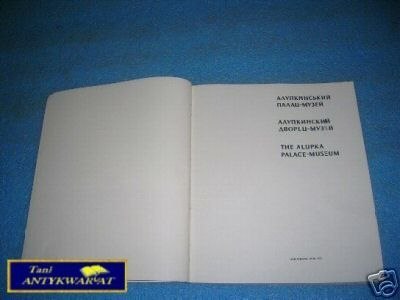 АЛУПКИНСЬКИЙ
ПАЛАЦ-МУЗЕЙ
АЛУПКИНСКИЙ
ДВОРЕЦ-МУЗЕЙ
THE ALUPKA
PALACE-MUSEUM
Tani
ANTYKWARYAT